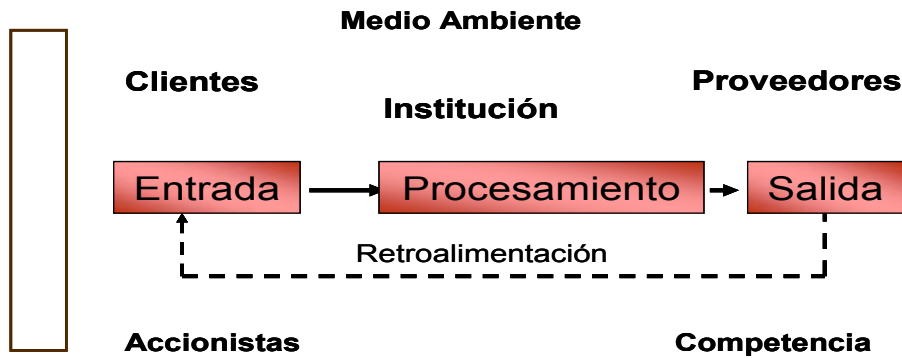 Medio Ambiente
Clientes
Proveedores
Institución
Entrada
Procesamiento
Salida
Retroalimentación
Accionistas
Competencia